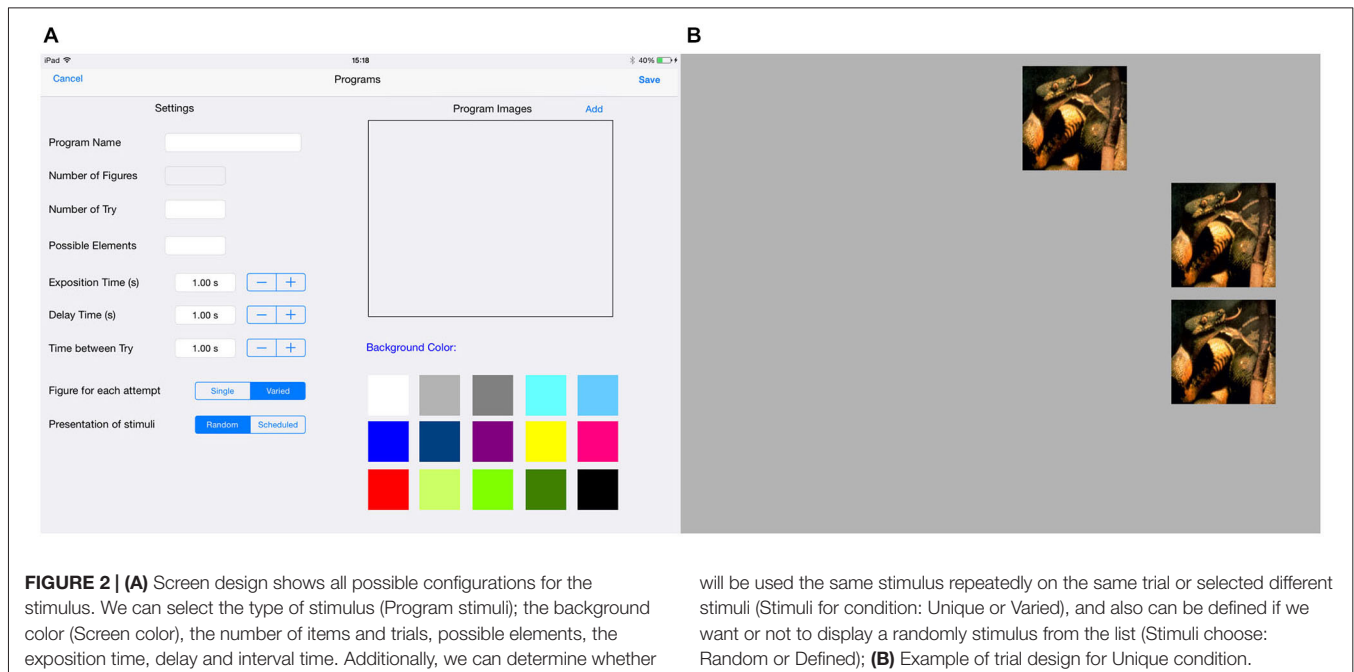 A
B
iPad 15:18 40%
Cancel Programs Save
Settings
Program Images Add
Program Name
Number of Figures
Number of Try
Possible Elements
Exposition Time (s) 1.00 s − +
Delay Time (s) 1.00 s − +
Time between Try 1.00 s − +
Figure for each attempt Single Varied
Presentation of stimuli Random Scheduled
Background Color:
FIGURE 2 | (A) Screen design shows all possible configurations for the
stimulus. We can select the type of stimulus (Program stimuli); the background
color (Screen color), the number of items and trials, possible elements, the
exposition time, delay and interval time. Additionally, we can determine whether
will be used the same stimulus repeatedly on the same trial or selected different
stimuli (Stimuli for condition: Unique or Varied), and also can be defined if we
want or not to display a randomly stimulus from the list (Stimuli choose:
Random or Defined); (B) Example of trial design for Unique condition.